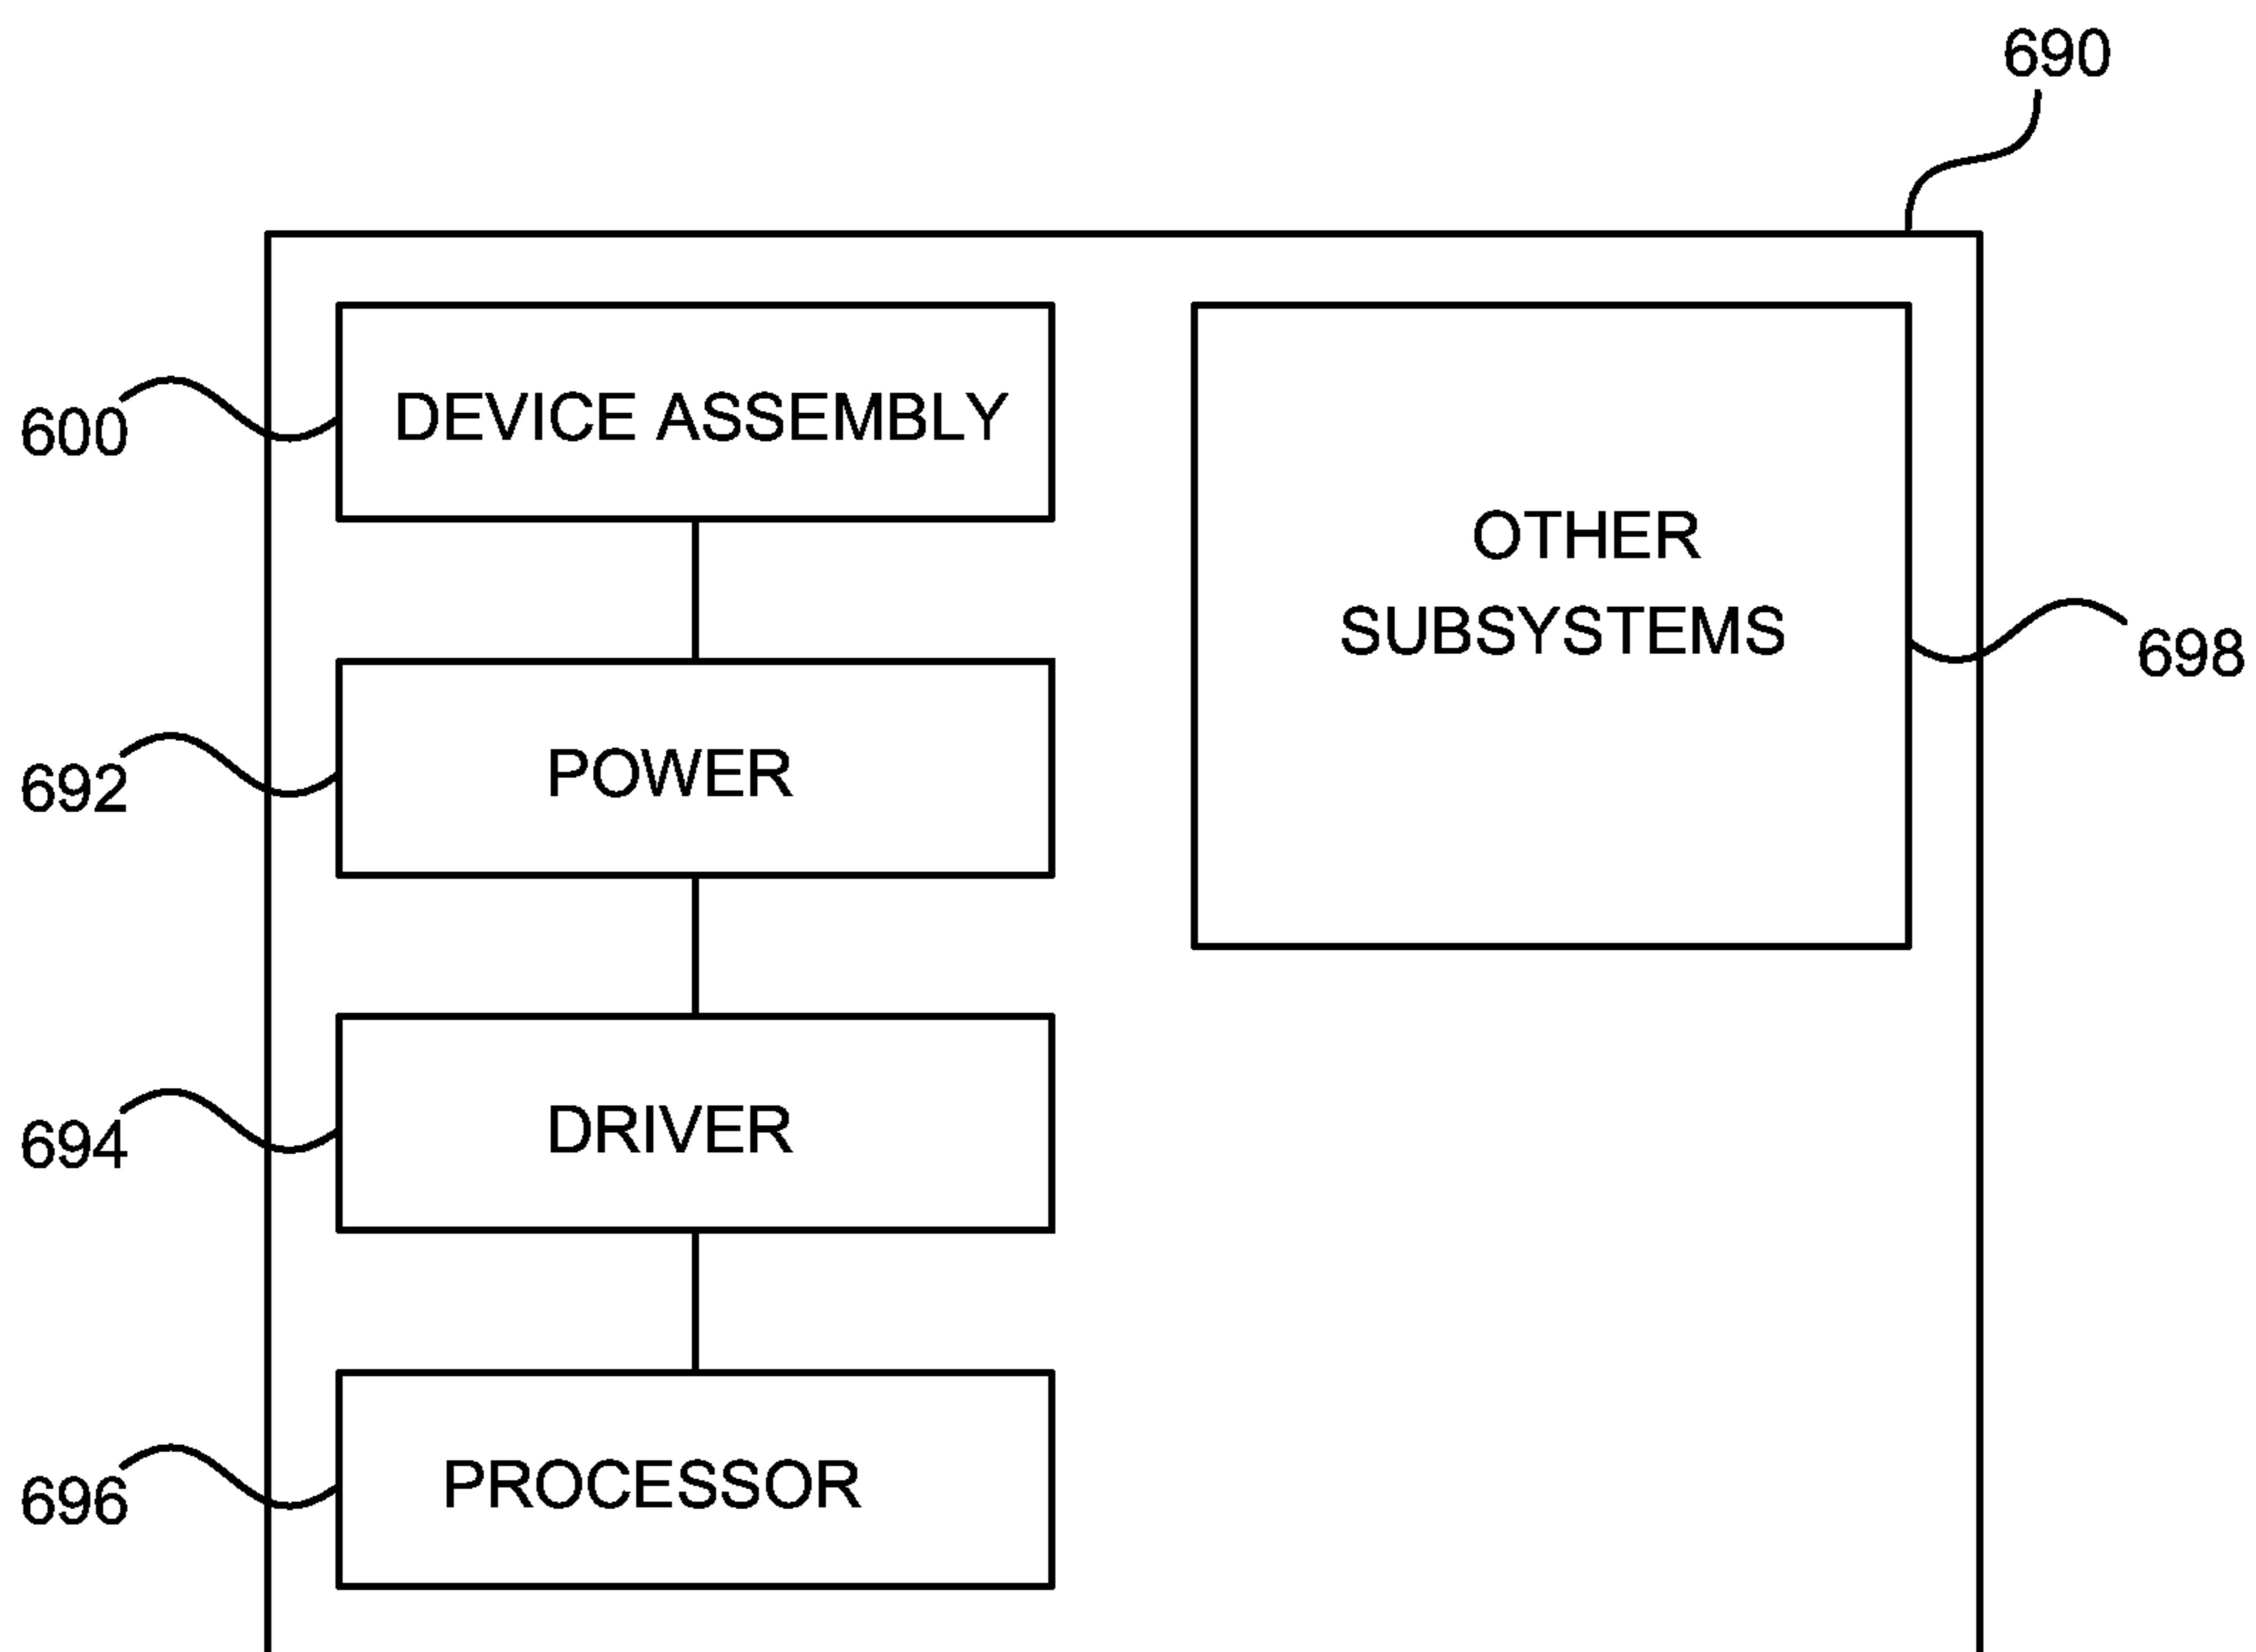 690
600
DEVICE ASSEMBLY
OTHER
SUBSYSTEMS
698
692
POWER
694
DRIVER
696
PROCESSOR